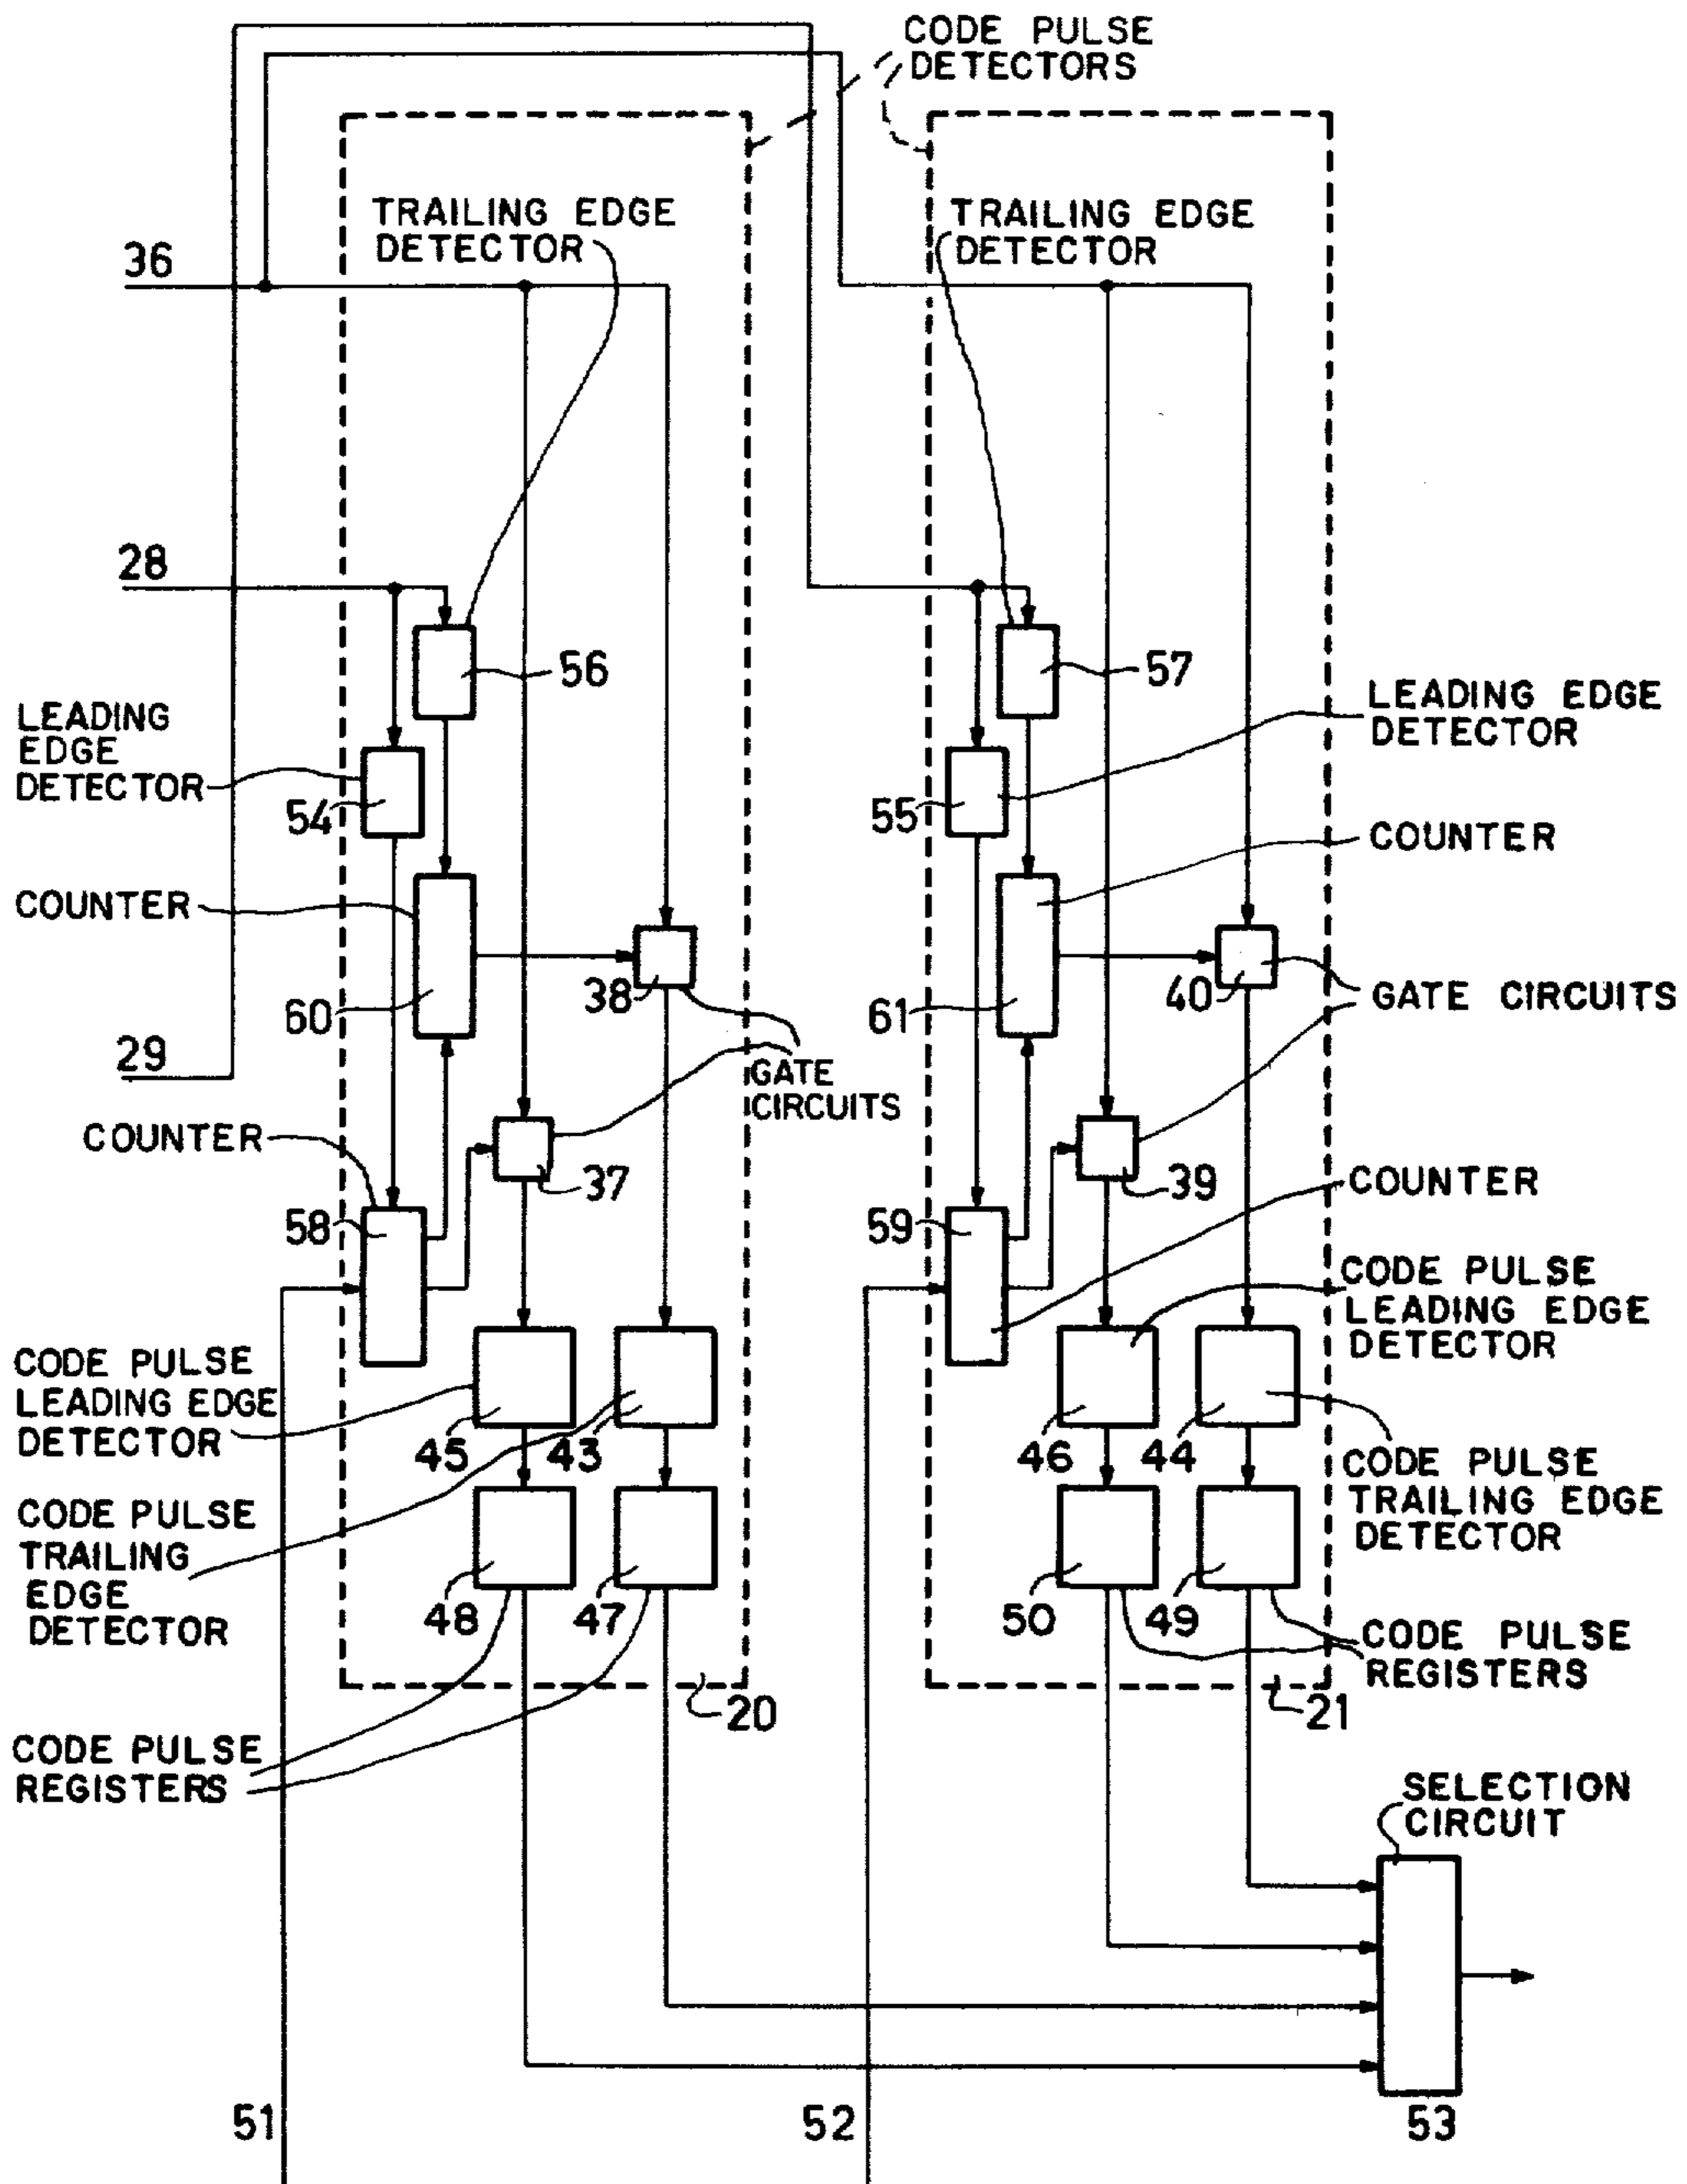 CODE PULSE
DETECTORS
TRAILING EDGE
DETECTOR
TRAILING EDGE
DETECTOR
36
28
56
57
LEADING
EDGE
DETECTOR
LEADING EDGE
DETECTOR
54
55
COUNTER
COUNTER
38
40
GATE CIRCUITS
60
61
29
GATE
CIRCUITS
COUNTER
37
39
COUNTER
58
59
CODE PULSE
LEADING EDGE
DETECTOR
CODE PULSE
LEADING EDGE
DETECTOR
45
43
46
44
CODE PULSE
TRAILING EDGE
DETECTOR
CODE PULSE
TRAILING
EDGE
DETECTOR
48
47
50
49
CODE PULSE
REGISTERS
20
21
CODE PULSE
REGISTERS
SELECTION
CIRCUIT
51
52
53